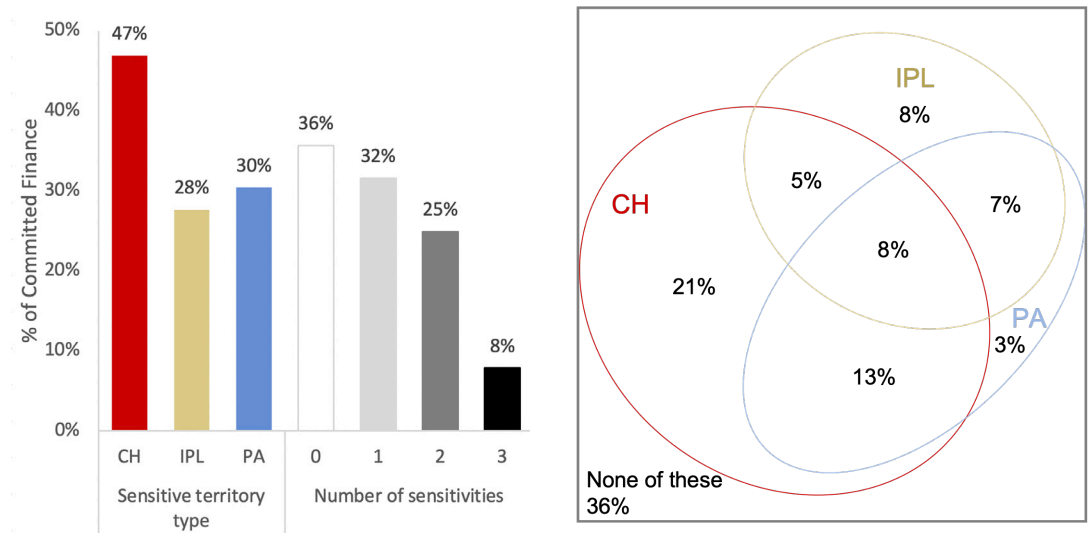 % of Committed Finance
50%
40%
30%
20%
10%
0%
47%
28%
30%
36%
32%
25%
8%
CH IPL PA 0 1 2 3
Sensitive territory
type
Number of sensitivities
IPL
8%
5%
7%
CH
8%
21%
PA
3%
13%
None of these
36%